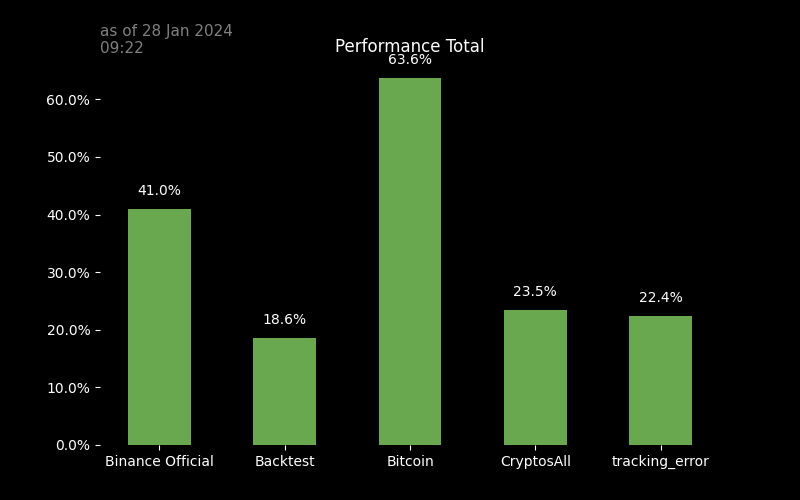 as of 28 Jan 2024
09:22
Performance Total
63.6%
60.0%
50.0%
41.0%
40.0%
30.0%
23.5%
22.4%
20.0%
18.6%
10.0%
0.0%
Binance Official
Backtest
Bitcoin
CryptosAll
tracking_error